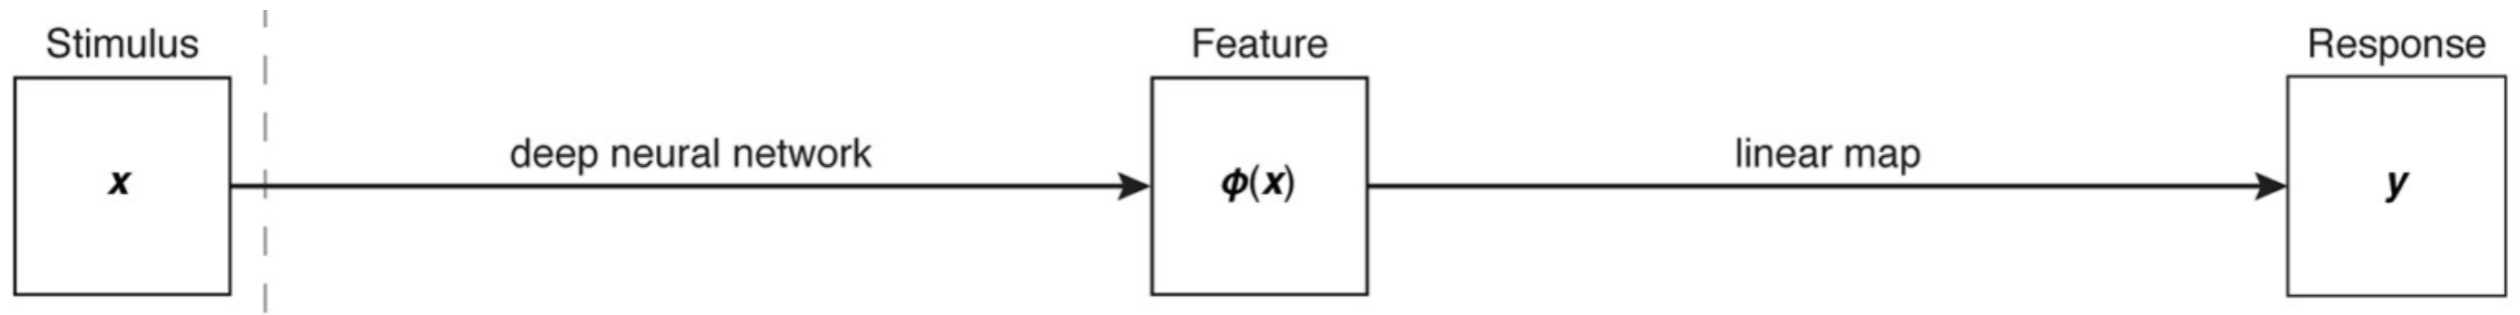 Stimulus
Feature
Response
deep neural network
linear map
x
ϕ(x)
y